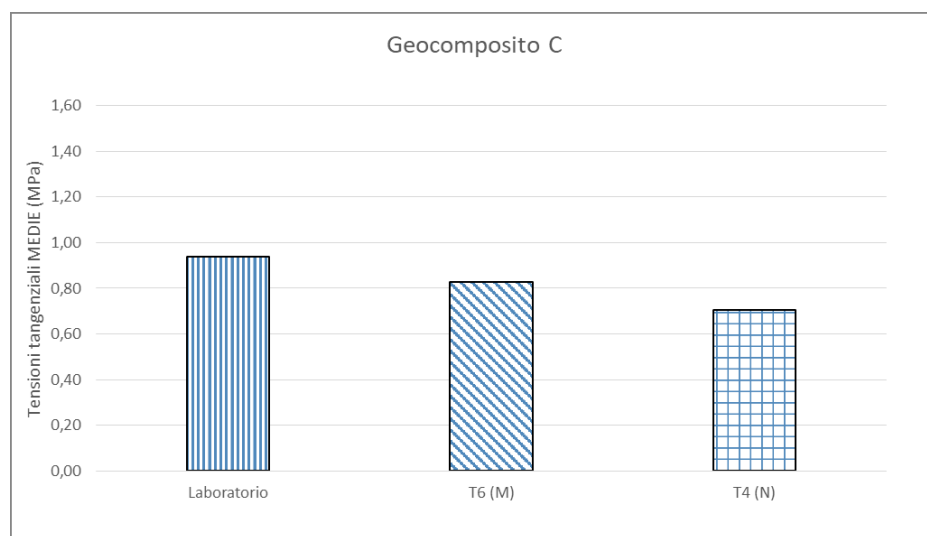 Geocomposito C
Tensioni tangenziali MEDIE (MPa)
1,60
1,40
1,20
1,00
0,80
0,60
0,40
0,20
0,00
Laboratorio
T6 (M)
T4 (N)